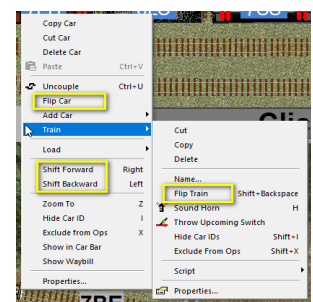 Copy Car
Cut Car
Delete Car
Paste Ctrl+V
Uncouple Ctrl+U
Flip Car
Add Car
Train
Load
Shift Forward Right
Shift Backward Left
Zoom To Z
Hide Car ID I
Exclude from Ops X
Show in Car Bar
Show Waybill
Properties...
Cut
Copy
Delete
Name...
Flip Train Shift+Backspace
Sound Horn H
Throw Upcoming Switch
Hide Car IDs Shift+I
Exclude From Ops Shift+X
Script
Properties...